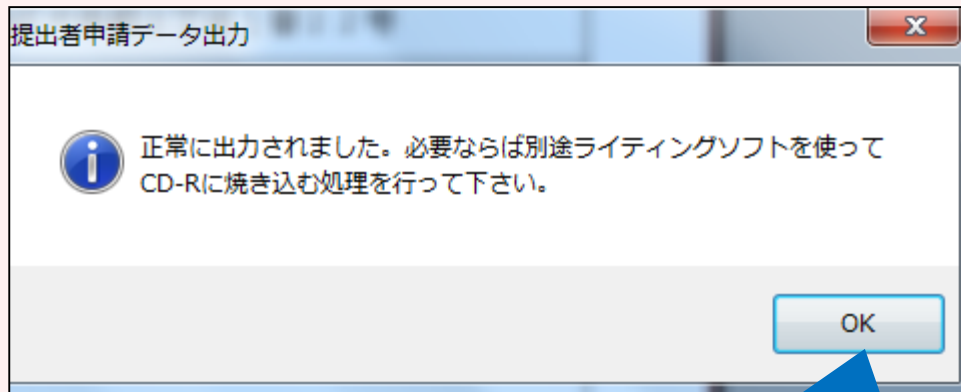 提出者申請データ出力
正常に出力されました。必要ならば別途ライティングソフトを使って
CD-Rに焼き込む処理を行って下さい。
OK